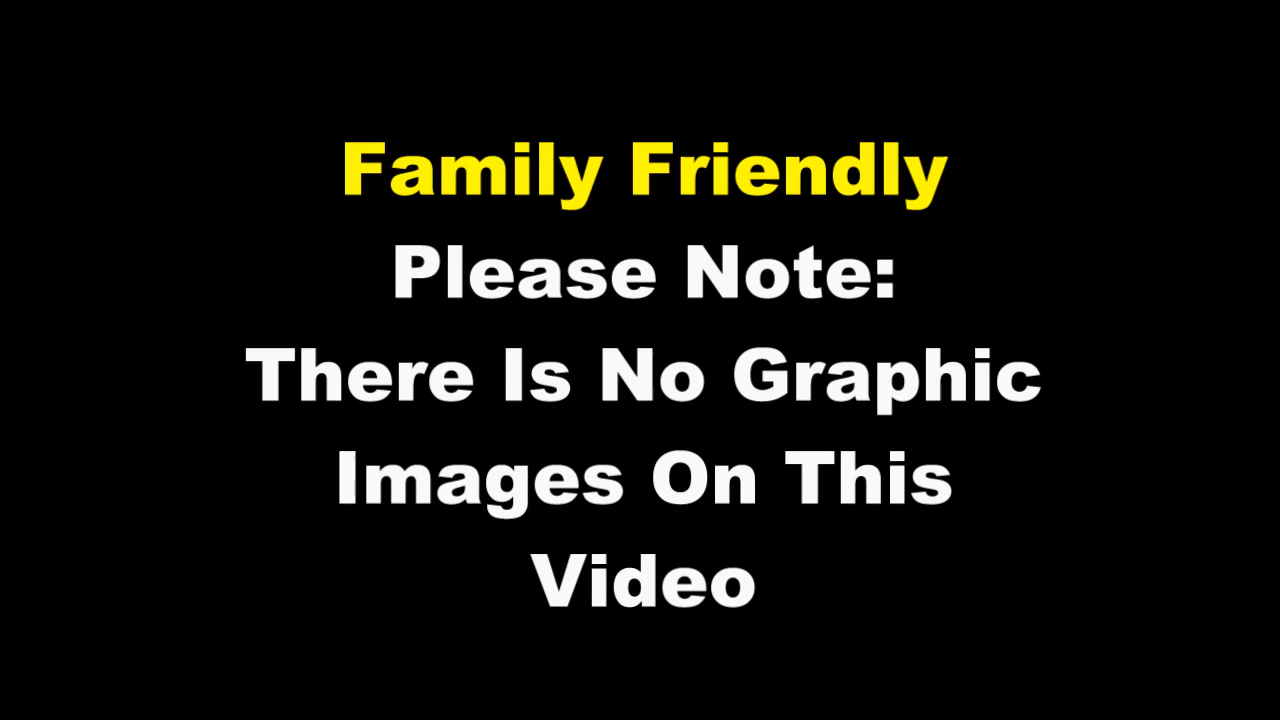 Family Friendly
Please Note:
There Is No Graphic
Images On This
Video